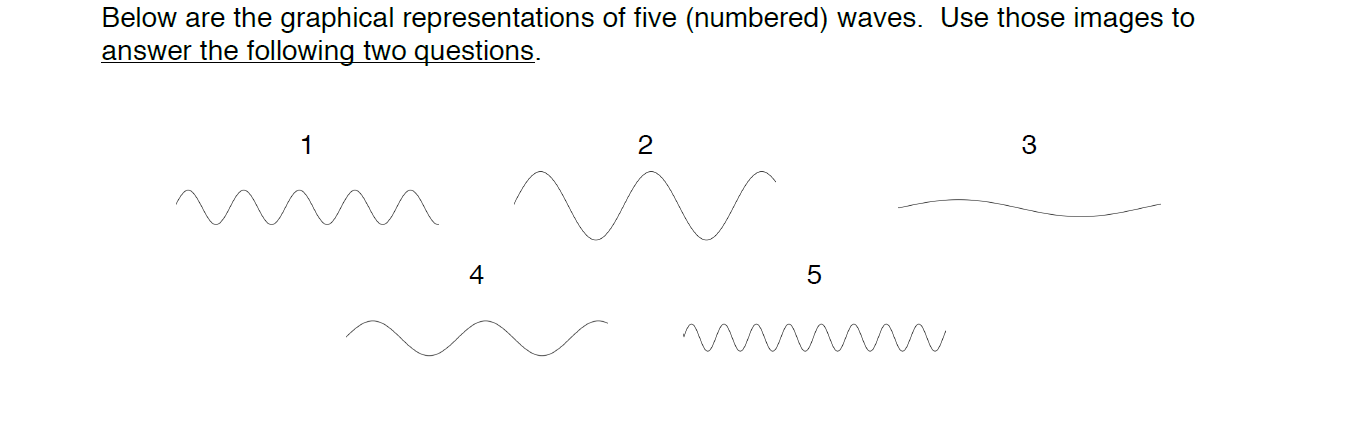 Below are the graphical representations of five (numbered) waves.  Use those images to
answer the following two questions.
1
2
3
4
5